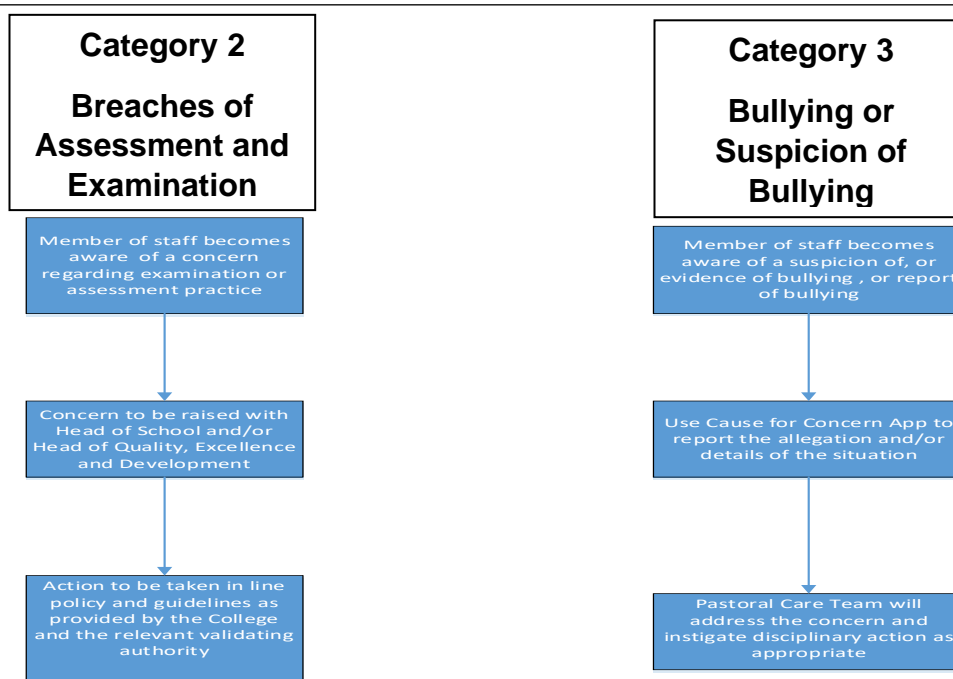 Category 2
Breaches of
Assessment and
Examination
Member of staff becomes
aware of a concern
regarding examination or
assessment practice
Concern to be raised with
Head of School and/or
Head of Quality, Excellence
and Development
Action to be taken in line
policy and guidelines as
provided by the College
and the relevant validating
authority
Category 3
Bullying or
Suspicion of
Bullying
Member of staff becomes
aware of a suspicion of, or
evidence of bullying , or report
of bullying
Use Cause for Concern App to
report the allegation and/or
details of the situation
Pastoral Care Team will
address the concern and
instigate disciplinary action as
appropriate